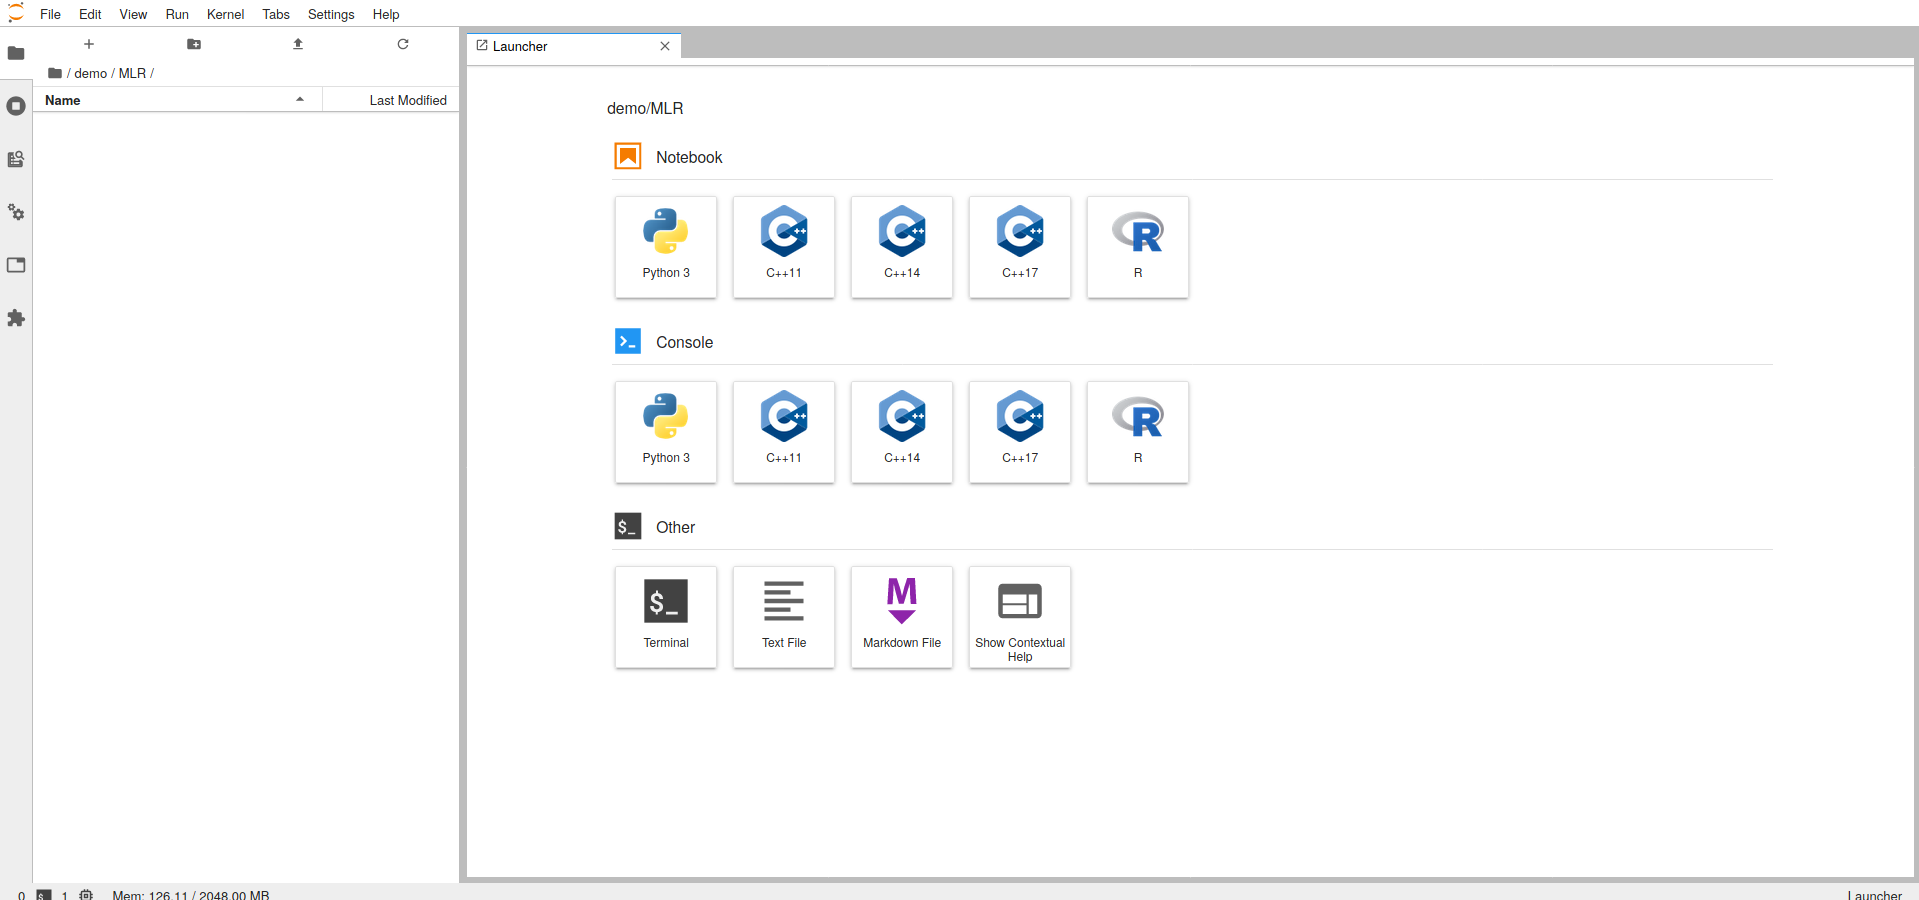 File Edit View Run Kernel Tabs Settings Help
Launcher
/ demo / MLR /
Name Last Modified
demo/MLR
Notebook
Python 3 C++11 C++14 C++17 R
Console
Python 3 C++11 C++14 C++17 R
Other
$_ Terminal Text File Markdown File Show Contextual
Help
0 $_ 1 Mem: 126.11 / 2048.00 MB Launcher